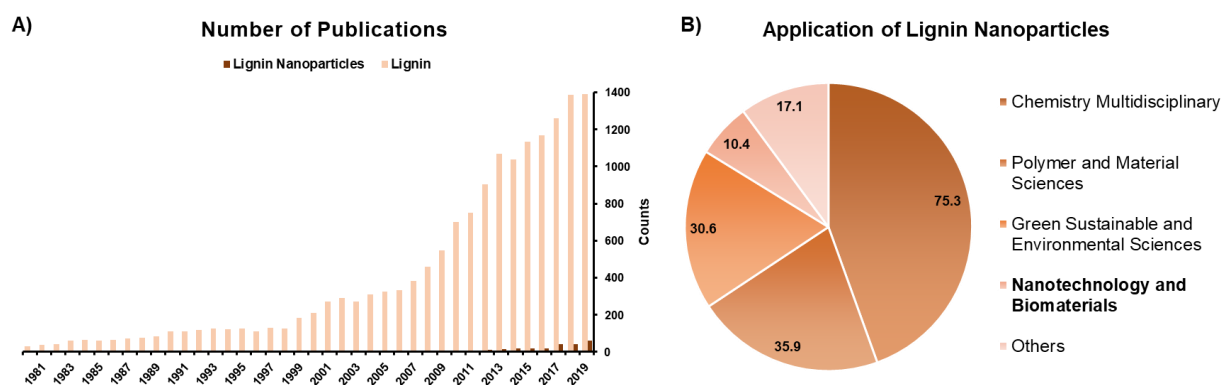 A)
Number of Publications
Lignin Nanoparticles
Lignin
1400
1200
1000
800
600
400
200
0
Counts
1981
1983
1985
1987
1989
1991
1993
1995
1997
1999
2001
2003
2005
2007
2009
2011
2013
2015
2017
2019
B)
Application of Lignin Nanoparticles
17.1
10.4
30.6
35.9
75.3
Chemistry Multidisciplinary
Polymer and Material
Sciences
Green Sustainable and
Environmental Sciences
Nanotechnology and
Biomaterials
Others